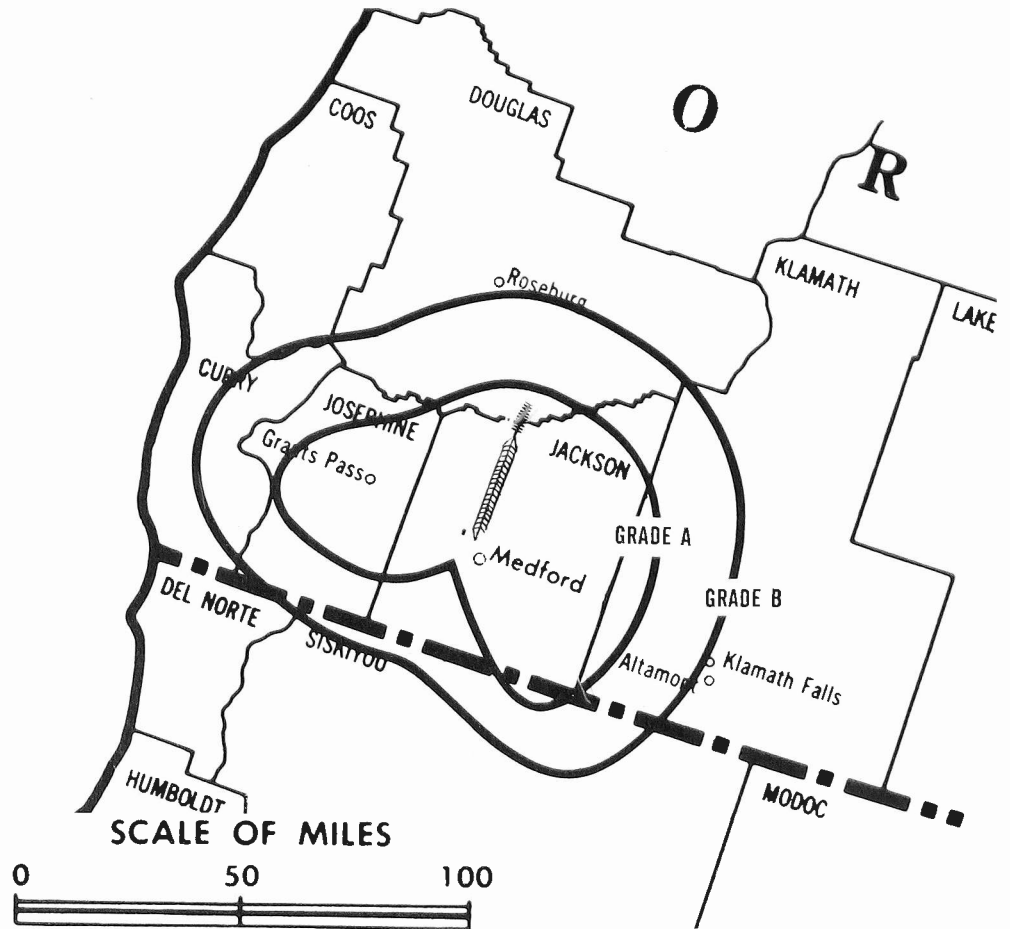 O
R
COOS
DOUGLAS
KLAMATH
LAKE
Roseburg
CURRY
JOSEPHINE
Grants Pass
JACKSON
GRADE A
Medford
GRADE B
DEL NORTE
SISKIYOU
Altamont
Klamath Falls
HUMBOLDT
MODOC
SCALE OF MILES
0 50 100